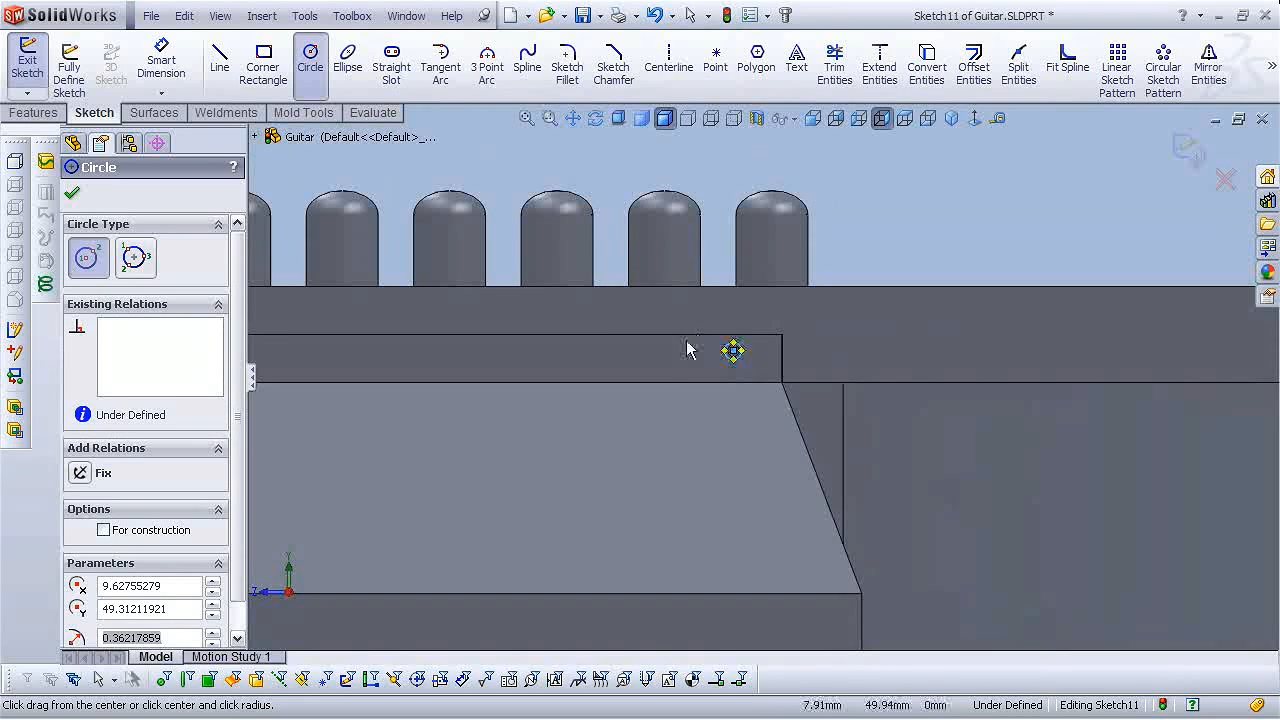 SolidWorks File Edit View Insert Tools Toolbox Window Help Sketch11 of Guitar.SLDPRT *
Exit Sketch
Fully Define Sketch
3D Sketch
Smart Dimension
Line
Corner Rectangle
Circle
Ellipse
Straight Slot
Tangent Arc
3 Point Arc
Spline
Sketch Fillet
Sketch Chamfer
Centerline
Point
Polygon
Text
Trim Entities
Extend Entities
Convert Entities
Offset Entities
Split Entities
Fit Spline
Linear Sketch Pattern
Circular Sketch Pattern
Mirror Entities
Features Sketch Surfaces Weldments Mold Tools Evaluate
Guitar (Default<<Default>_...
Circle ?
Circle Type
Existing Relations
Under Defined
Add Relations
Fix
Options
For construction
Parameters
9.62755279
49.31211921
0.36217859
Y
Z
Model Motion Study 1
Click drag from the center or click center and click radius. 7.91mm 49.94mm 0mm Under Defined Editing Sketch11